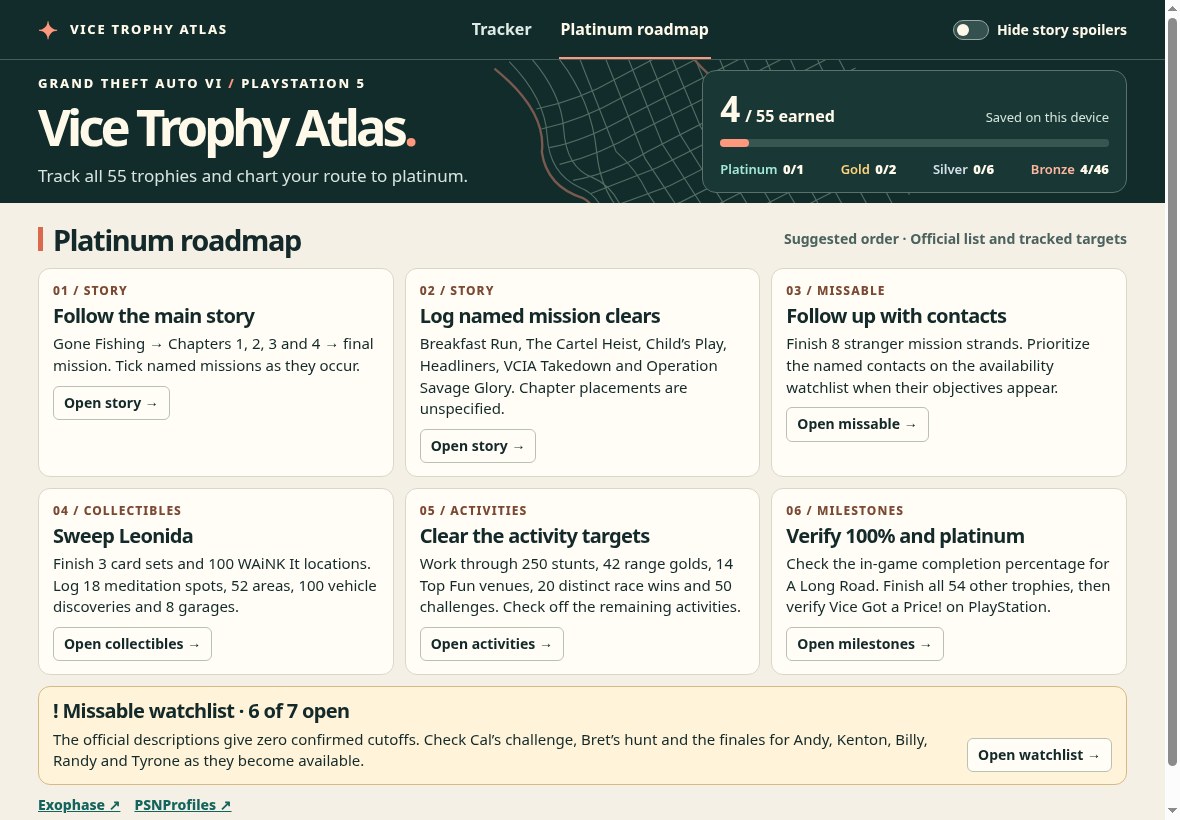 VICE TROPHY ATLAS
Tracker
Platinum roadmap
Hide story spoilers
GRAND THEFT AUTO VI / PLAYSTATION 5
Vice Trophy Atlas.
Track all 55 trophies and chart your route to platinum.
4 / 55 earned
Saved on this device
Platinum 0/1
Gold 0/2
Silver 0/6
Bronze 4/46
Platinum roadmap
Suggested order · Official list and tracked targets
01 / STORY
Follow the main story
Gone Fishing → Chapters 1, 2, 3 and 4 → final
mission. Tick named missions as they occur.
Open story →
02 / STORY
Log named mission clears
Breakfast Run, The Cartel Heist, Child’s Play,
Headliners, VCIA Takedown and Operation
Savage Glory. Chapter placements are
unspecified.
Open story →
03 / MISSABLE
Follow up with contacts
Finish 8 stranger mission strands. Prioritize
the named contacts on the availability
watchlist when their objectives appear.
Open missable →
04 / COLLECTIBLES
Sweep Leonida
Finish 3 card sets and 100 WAiNK It locations.
Log 18 meditation spots, 52 areas, 100 vehicle
discoveries and 8 garages.
Open collectibles →
05 / ACTIVITIES
Clear the activity targets
Work through 250 stunts, 42 range golds, 14
Top Fun venues, 20 distinct race wins and 50
challenges. Check off the remaining activities.
Open activities →
06 / MILESTONES
Verify 100% and platinum
Check the in-game completion percentage for
A Long Road. Finish all 54 other trophies, then
verify Vice Got a Price! on PlayStation.
Open milestones →
! Missable watchlist · 6 of 7 open
The official descriptions give zero confirmed cutoffs. Check Cal’s challenge, Bret’s hunt and the finales for Andy, Kenton, Billy,
Randy and Tyrone as they become available.
Open watchlist →
Exophase ↗
PSNProfiles ↗